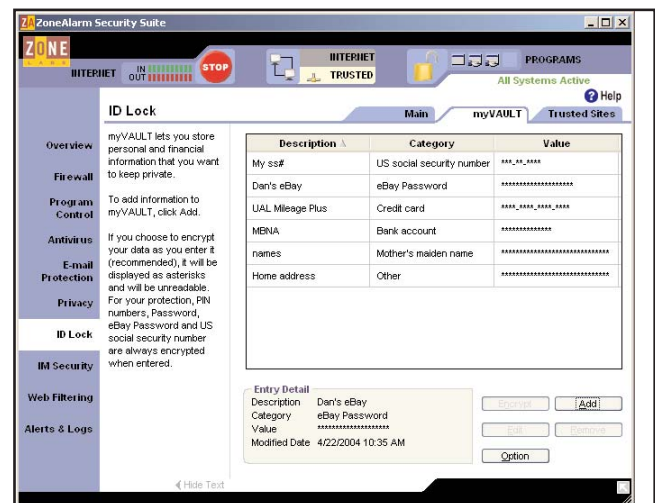 ZA ZoneAlarm Security Suite
ZONE
LABS
INTERNET
IN
OUT
STOP
INTERNET
TRUSTED
PROGRAMS
All Systems Active
Help
ID Lock
Main
myVAULT
Trusted Sites
Overview
Firewall
Program
Control
Antivirus
E-mail
Protection
Privacy
ID Lock
IM Security
Web Filtering
Alerts & Logs
myVAULT lets you store
personal and financial
information that you want
to keep private.
To add information to
myVAULT, click Add.
If you choose to encrypt
your data as you enter it
(recommended), it will be
displayed as asterisks
and will be unreadable.
For your protection, PIN
numbers, Password,
eBay Password and US
social security number
are always encrypted
when entered.
Description Category Value
My ss# US social security number ***-**-****
Dan's eBay eBay Password ********************
UAL Mileage Plus Credit card ****-****-****-****
MBNA Bank account **************
names Mother's maiden name ******************************
Home address Other ******************************
Entry Detail
Description Dan's eBay
Category eBay Password
Value ********************
Modified Date 4/22/2004 10:35 AM
Encrypt
Add
Edit
Remove
Option
Hide Text